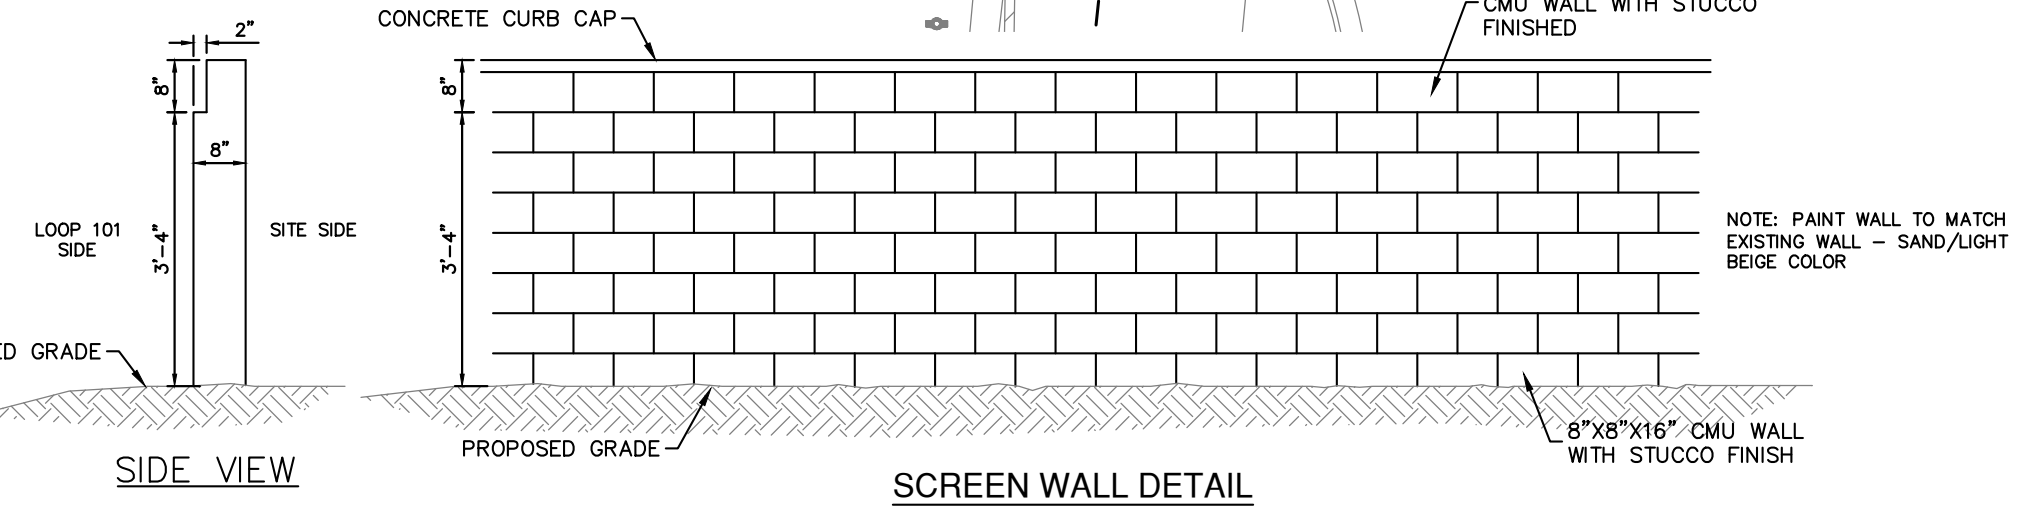 2"
CONCRETE CURB CAP
CMU WALL WITH STUCCO
FINISHED
8"
8"
8"
LOOP 101
SIDE
3'-4"
SITE SIDE
3'-4"
NOTE: PAINT WALL TO MATCH
EXISTING WALL – SAND/LIGHT
BEIGE COLOR
GRADE
PROPOSED GRADE
8"X8"X16" CMU WALL
WITH STUCCO FINISH
SIDE VIEW
SCREEN WALL DETAIL